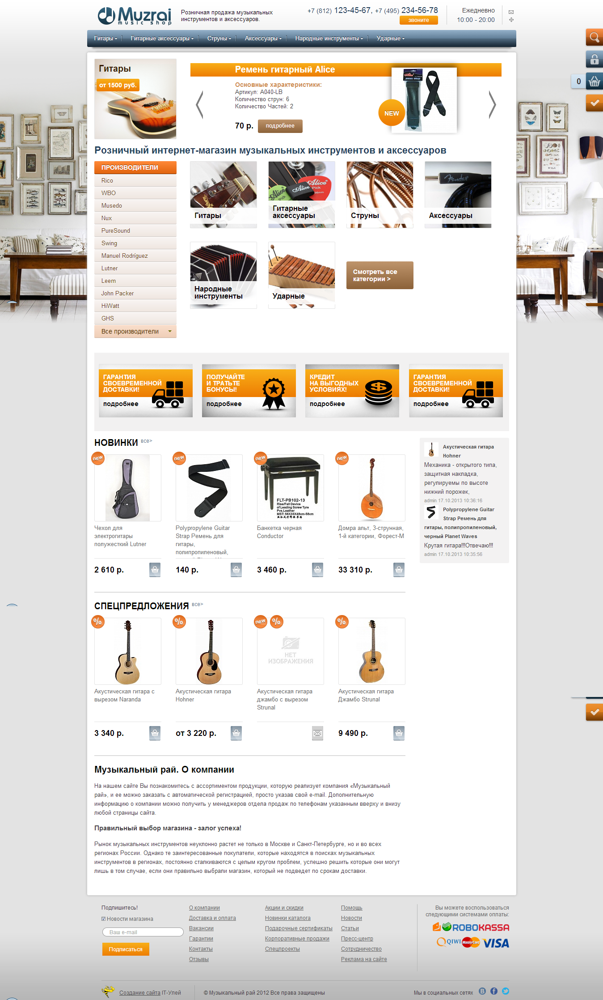 Muzrai
music shop
Розничная продажа музыкальных
инструментов и аксессуаров.
+7 (812) 123-45-67, +7 (495) 234-56-78
звоните
Ежедневно
10:00 - 20:00
Гитары
Гитарные аксессуары
Струны
Аксессуары
Народные инструменты
Ударные
0
Гитары
от 1500 руб.
Ремень гитарный Alice
Основные характеристики:
Артикул: A040-LB
Количество струн: 6
Количество Частей: 2
70 р.
подробнее
NEW
Розничный интернет-магазин музыкальных инструментов и аксессуаров
ПРОИЗВОДИТЕЛИ
Rico
WBO
Musedo
Nux
PureSound
Swing
Manuel Rodríguez
Lutner
Leem
John Packer
HiWatt
GHS
Все производители
Гитары
Alice
Pick
Alice
Alice
Гитарные
аксессуары
Струны
Fender
Аксессуары
Народные
инструменты
Ударные
Смотреть все
категории >
ГАРАНТИЯ
СВОЕВРЕМЕННОЙ
ДОСТАВКИ!
подробнее
ПОЛУЧАЙТЕ
И ТРАТЬТЕ
БОНУСЫ!
подробнее
КРЕДИТ
НА ВЫГОДНЫХ
УСЛОВИЯХ!
подробнее
ГАРАНТИЯ
СВОЕВРЕМЕННОЙ
ДОСТАВКИ!
подробнее
НОВИНКИ все>
new
Чехол для
электрогитары
полужесткий Lutner
2 610 р.
new
Polypropylene Guitar
Strap Ремень для
гитары,
полипропиленовый,
140 р.
new
FLT-PB102-13
Rise/Fall Device
of Leading Screw Tyre
Pvs.Leather
MST: 56X33X48cm-58cm
Банкетка черная
Conductor
3 460 р.
new
Домра альт, 3-струнная,
1-й категории, Форест-М
33 310 р.
Акустическая гитара
Hohner
Механика - открытого типа,
защитная накладка,
регулируемы по высоте
нижний порожек,
admin 17.10.2013 10:36:16
Polypropylene Guitar
Strap Ремень для
гитары, полипропиленовый,
черный Planet Waves
Крутая гитара!!!Отвечаю!!!
admin 17.10.2013 10:35:56
СПЕЦПРЕДЛОЖЕНИЯ все>
%
Акустическая гитара с
вырезом Naranda
3 340 р.
%
Акустическая гитара
Hohner
от 3 220 р.
new %
НЕТ
ИЗОБРАЖЕНИЯ
Акустическая гитара
джамбо с вырезом
Strunal
%
Акустическая гитара
Джамбо Strunal
9 490 р.
Музыкальный рай. О компании
На нашем сайте Вы познакомитесь с ассортиментом продукции, которую реализует компания «Музыкальный
рай», и ее можно заказать с автоматической регистрацией, просто указав свой e-mail. Дополнительную
информацию о компании можно получить у менеджеров отдела продаж по телефонам указанным вверху и внизу
любой страницы сайта.
Правильный выбор магазина - залог успеха!
Рынок музыкальных инструментов неуклонно растет не только в Москве и Санкт-Петербурге, но и во всех
регионах России. Однако те заинтересованные покупатели, которые находятся в поисках музыкальных
инструментов в регионах, постоянно сталкиваются с целым кругом проблем, успешно решить которые они могут
лишь в том случае, если они правильно выбрали магазин, который не подведет по срокам доставки.
Подпишитесь!
Новости магазина
Ваш e-mail
Подписаться
О компании
Доставка и оплата
Вакансии
Гарантии
Контакты
Отзывы
Акции и скидки
Новинки каталога
Подарочные сертификаты
Корпоративные продажи
Спецпроекты
Помощь
Новости
Статьи
Пресс-центр
Сотрудничество
Реклама на сайте
Вы можете воспользоваться
следующими системами оплаты:
ROBOKASSA
QIWI MasterCard VISA
Создание сайта IT-Улей
© Музыкальный рай 2012 Все права защищены
Мы в социальных сетях